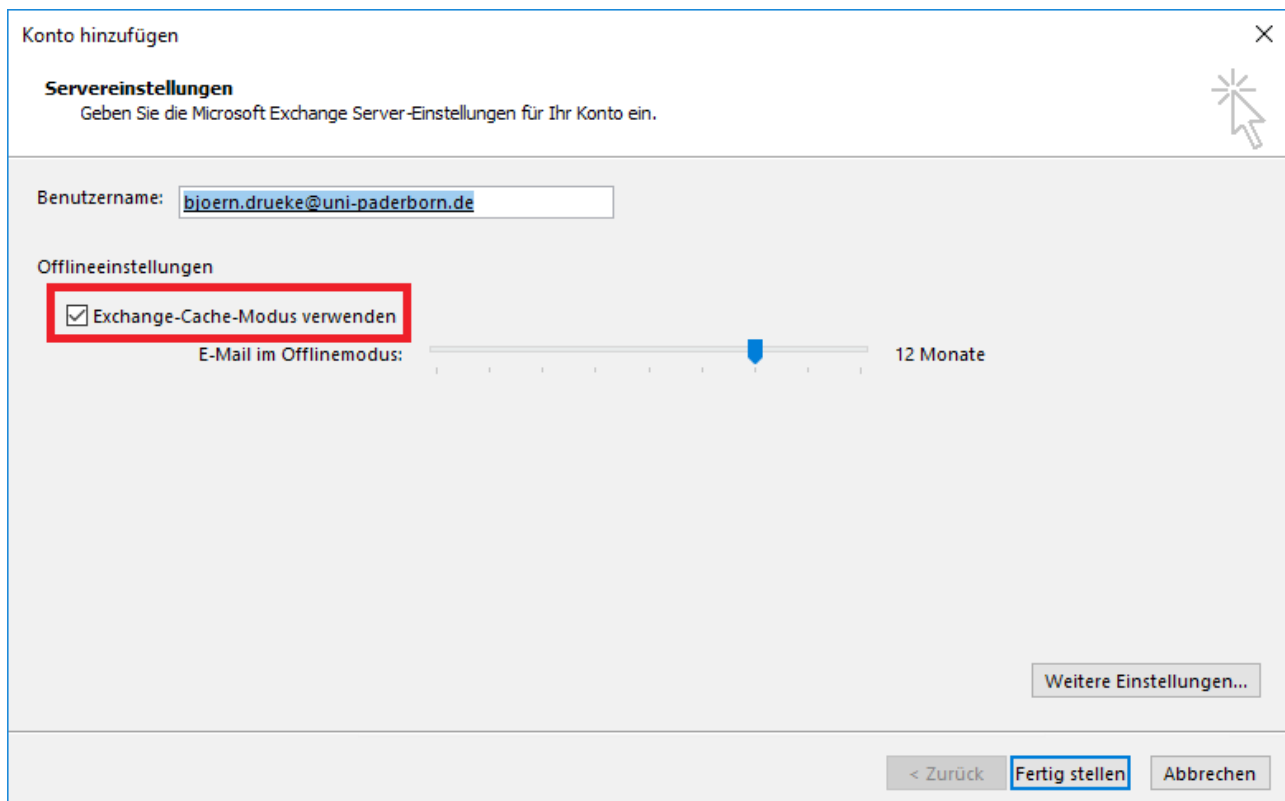 Konto hinzufügen
Servereinstellungen
Geben Sie die Microsoft Exchange Server-Einstellungen für Ihr Konto ein.
Benutzername: bjoern.drueke@uni-paderborn.de
Offlineeinstellungen
Exchange-Cache-Modus verwenden
E-Mail im Offlinemodus: 12 Monate
Weitere Einstellungen...
< Zurück Fertig stellen Abbrechen